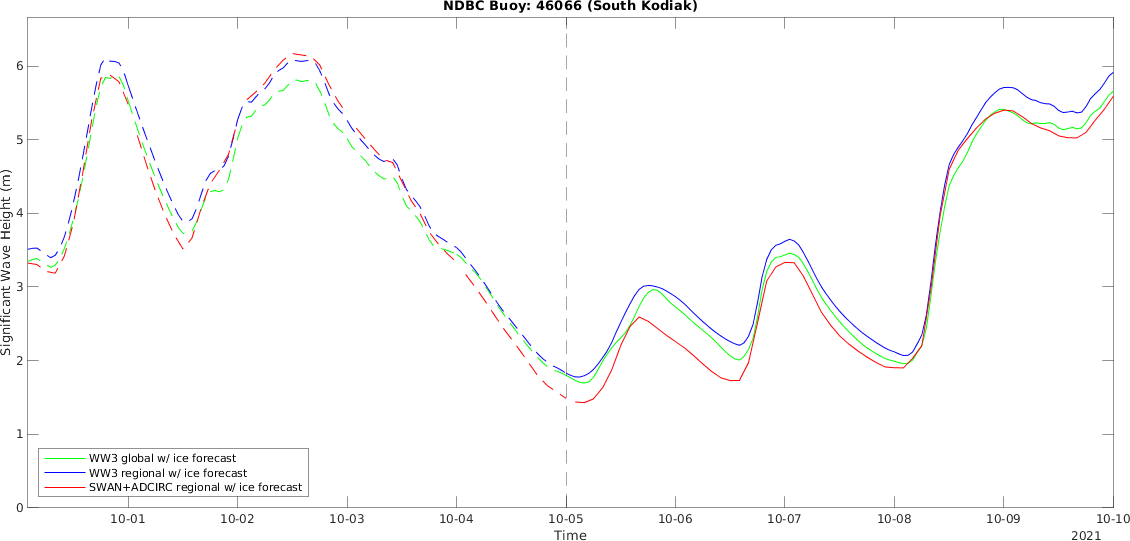 NDBC Buoy: 46066 (South Kodiak)
Significant Wave Height (m)
6
5
4
3
2
1
0
WW3 global w/ ice forecast
WW3 regional w/ ice forecast
SWAN+ADCIRC regional w/ ice forecast
10-01 10-02 10-03 10-04 10-05 10-06 10-07 10-08 10-09 10-10
Time
2021